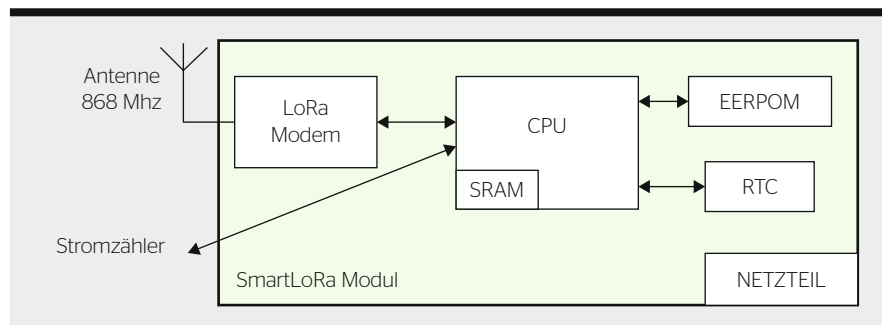 Antenne
868 Mhz
LoRa
Modem
CPU
SRAM
EERPOM
RTC
Stromzähler
SmartLoRa Modul
NETZTEIL